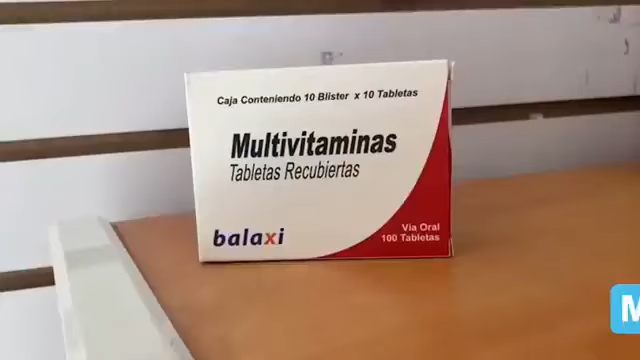 Caja Conteniendo 10 Blister x 10 Tabletas
Multivitaminas
Tabletas Recubiertas
balaxi
Via Oral
100 Tabletas
M